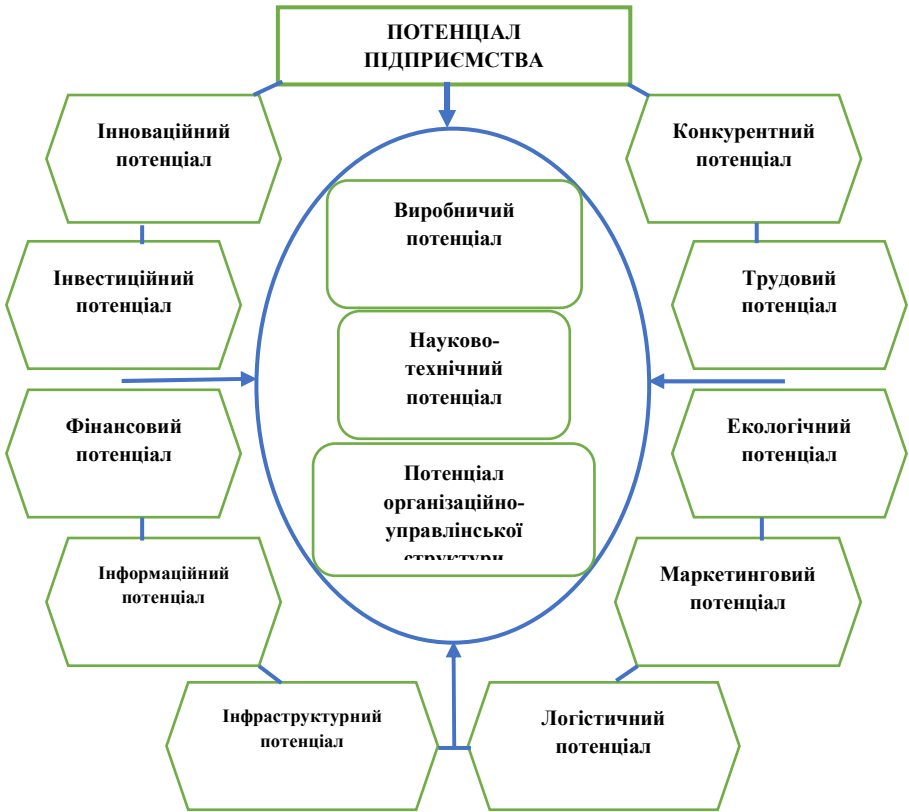 ПОТЕНЦІАЛ
ПІДПРИЄМСТВА
Інноваційний
потенціал
Конкурентний
потенціал
Виробничий
потенціал
Інвестиційний
потенціал
Трудовий
потенціал
Науково-
технічний
потенціал
Фінансовий
потенціал
Екологічний
потенціал
Потенціал
організаційно-
управлінської
структури
Інформаційний
потенціал
Маркетинговий
потенціал
Інфраструктурний
потенціал
Логістичний
потенціал